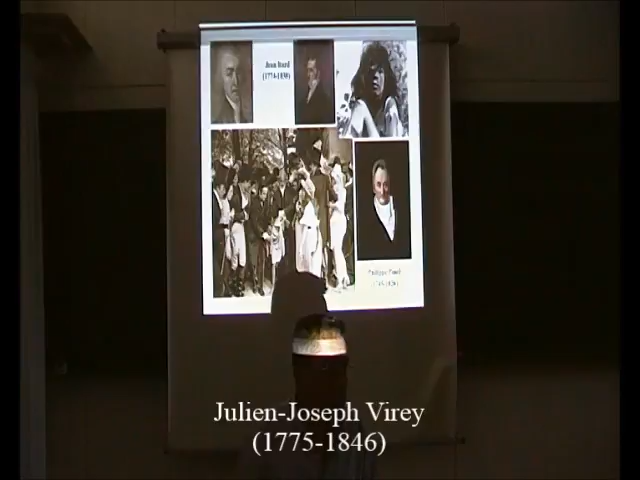 Jean Itard
(1774-1838)
Philippe Pinel
Julien-Joseph Virey
(1775-1846)